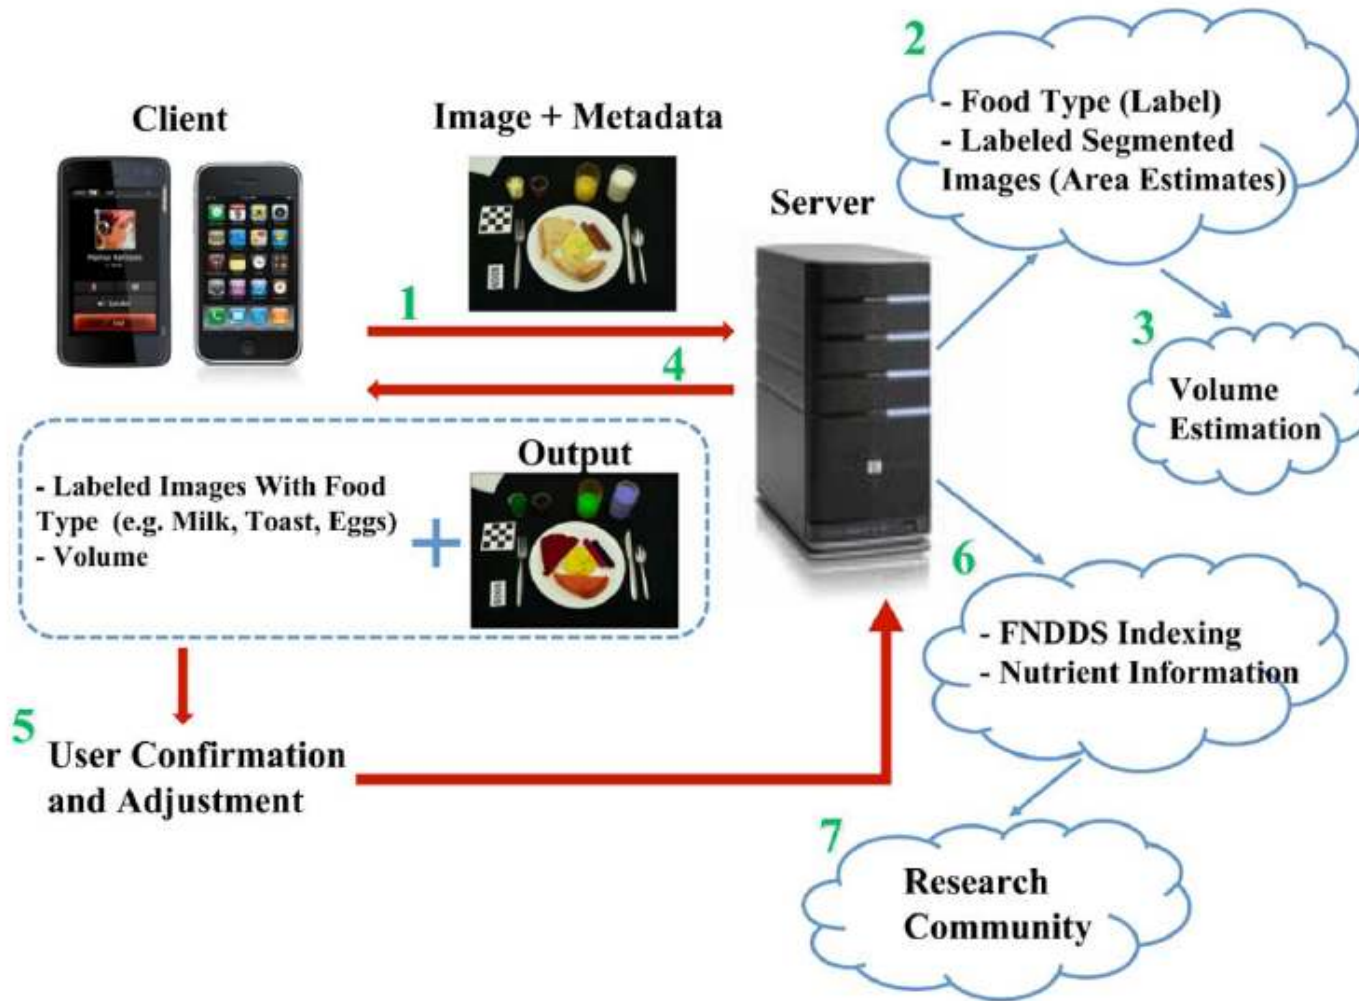 Client
Image + Metadata
1
Server
2
- Food Type (Label)
- Labeled Segmented
Images (Area Estimates)
3
Volume
Estimation
4
Output
- Labeled Images With Food
Type (e.g. Milk, Toast, Eggs)
- Volume
+
5
User Confirmation
and Adjustment
6
- FNDDS Indexing
- Nutrient Information
7
Research
Community